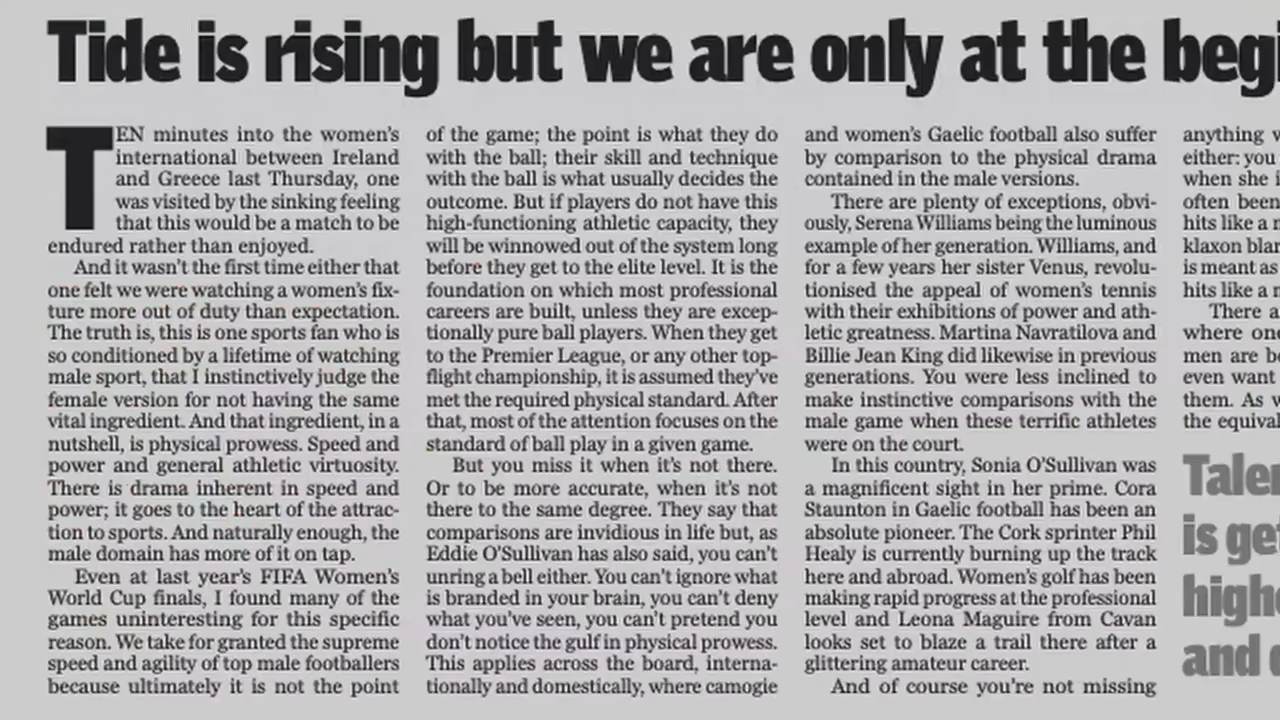 Tide is rising but we are only at the
TEN minutes into the women's
international between Ireland
and Greece last Thursday, one
was visited by the sinking feeling
that this would be a match to be
endured rather than enjoyed.
And it wasn't the first time either that
one felt we were watching a women's fix-
ture more out of duty than expectation.
The truth is, this is one sports fan who is
so conditioned by a lifetime of watching
male sport, that I instinctively judge the
female version for not having the same
vital ingredient. And that ingredient, in a
nutshell, is physical prowess. Speed and
power and general athletic virtuosity.
There is drama inherent in speed and
power; it goes to the heart of the attrac-
tion to sports. And naturally enough, the
male domain has more of it on tap.
Even at last year's FIFA Women's
World Cup finals, I found many of the
games uninteresting for this specific
reason. We take for granted the supreme
speed and agility of top male footballers
because ultimately it is not the point
of the game; the point is what they do
with the ball; their skill and technique
with the ball is what usually decides the
outcome. But if players do not have this
high-functioning athletic capacity, they
will be winnowed out of the system long
before they get to the elite level. It is the
foundation on which most professional
careers are built, unless they are excep-
tionally pure ball players. When they get
to the Premier League, or any other top-
flight championship, it is assumed they've
met the required physical standard. After
that, most of the attention focuses on the
standard of ball play in a given game.
But you miss it when it's not there.
Or to be more accurate, when it's not
there to the same degree. They say that
comparisons are invidious in life but, as
Eddie O'Sullivan has also said, you can't
unring a bell either. You can't ignore what
is branded in your brain, you can't deny
what you've seen, you can't pretend you
don't notice the gulf in physical prowess.
This applies across the board, interna-
tionally and domestically, where camogie
and women's Gaelic football also suffer
by comparison to the physical drama
contained in the male versions.
There are plenty of exceptions, obvi-
ously, Serena Williams being the luminous
example of her generation. Williams, and
for a few years her sister Venus, revolu-
tionised the appeal of women's tennis
with their exhibitions of power and ath-
letic greatness. Martina Navratilova and
Billie Jean King did likewise in previous
generations. You were less inclined to
make instinctive comparisons with the
male game when these terrific athletes
were on the court.
In this country, Sonia O'Sullivan was
a magnificent sight in her prime. Cora
Staunton in Gaelic football has been an
absolute pioneer. The Cork sprinter Phil
Healy is currently burning up the track
here and abroad. Women's golf has been
making rapid progress at the professional
level and Leona Maguire from Cavan
looks set to blaze a trail there after a
glittering amateur career.
And of course you're not missing
anything
either: you
when she
often been
hits like a
klaxon
is meant as
hits like a
There
where
men are
even want
them. As
the
is
and